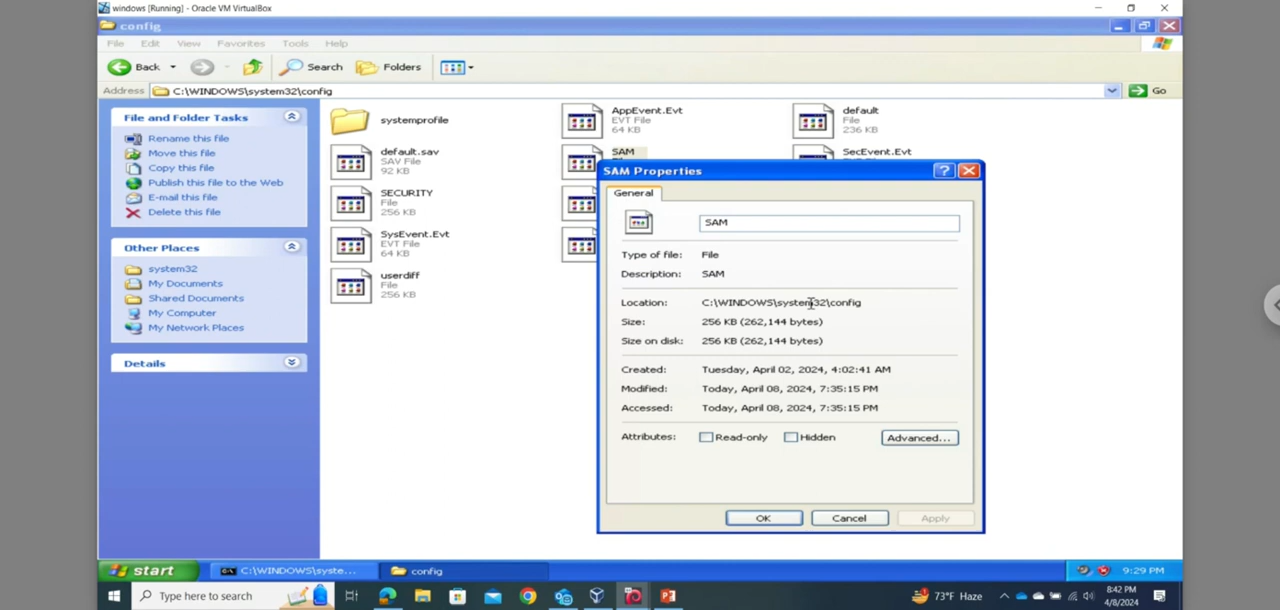 windows [Running] - Oracle VM VirtualBox
config
File Edit View Favorites Tools Help
Back Search Folders
Address C:\WINDOWS\system32\config Go
File and Folder Tasks
Rename this file
Move this file
Copy this file
Publish this file to the Web
E-mail this file
Delete this file
Other Places
system32
My Documents
Shared Documents
My Computer
My Network Places
Details
systemprofile
AppEvent.Evt
EVT File
64 KB
default
File
236 KB
default.sav
SAV File
92 KB
SAM
SecEvent.Evt
SECURITY
File
256 KB
SysEvent.Evt
EVT File
64 KB
userdiff
File
256 KB
SAM Properties
General
SAM
Type of file: File
Description: SAM
Location: C:\WINDOWS\system32\config
Size: 256 KB (262,144 bytes)
Size on disk: 256 KB (262,144 bytes)
Created: Tuesday, April 02, 2024, 4:02:41 AM
Modified: Today, April 08, 2024, 7:35:15 PM
Accessed: Today, April 08, 2024, 7:35:15 PM
Attributes: Read-only Hidden Advanced...
OK Cancel Apply
start C:\WINDOWS\syste... config 9:29 PM
Type here to search 73°F Haze 8:42 PM
4/8/2024